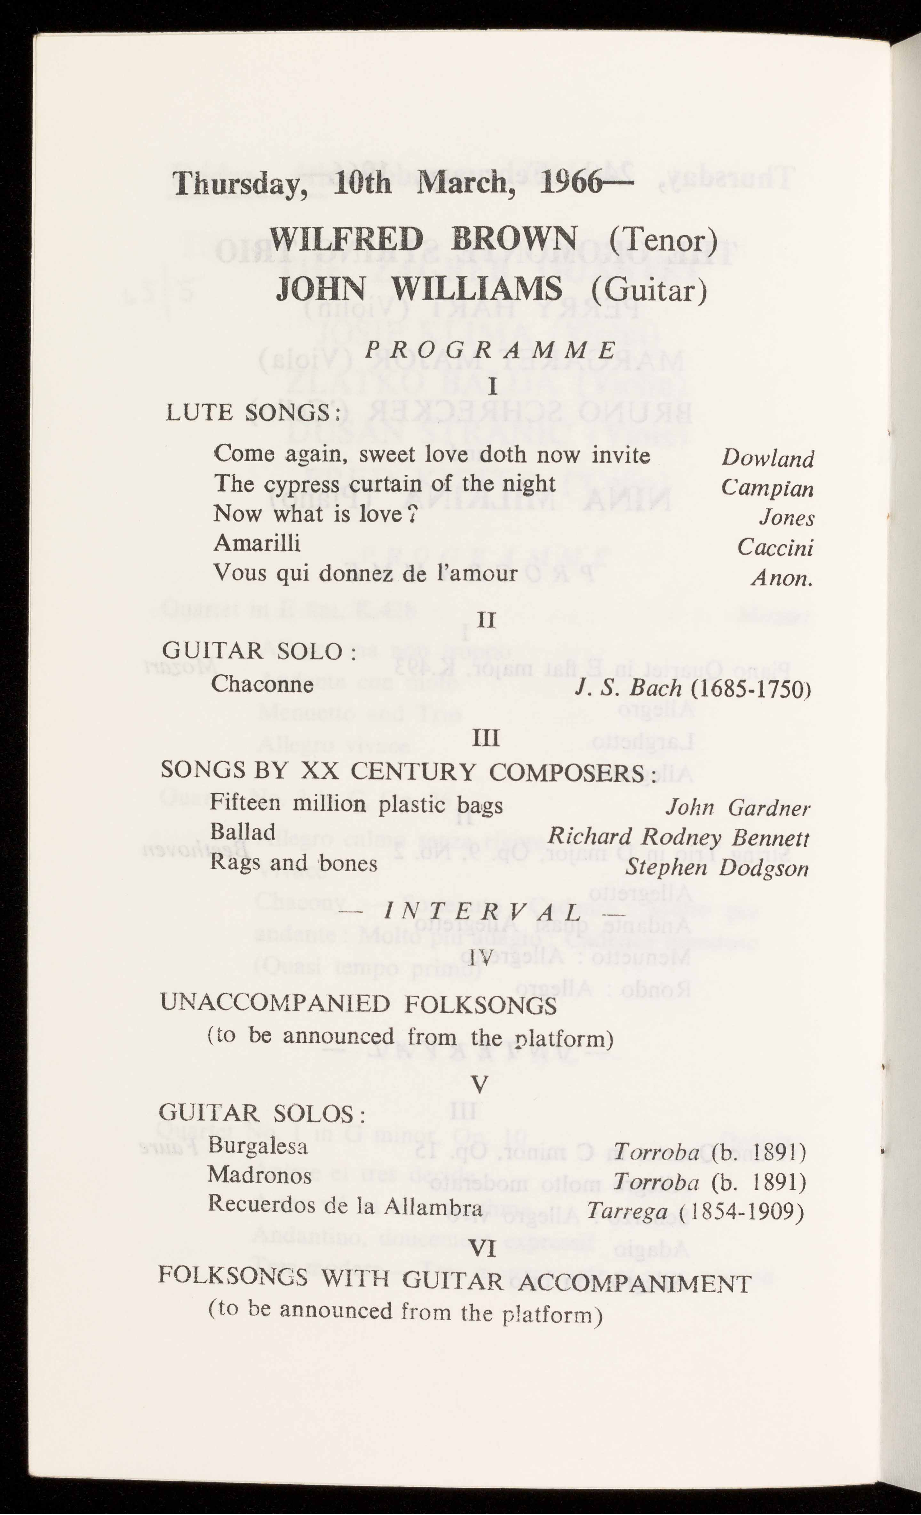 Thursday, 10th March, 1966—
WILFRED BROWN (Tenor)
JOHN WILLIAMS (Guitar)
PROGRAMME
I
LUTE SONGS:
Come again, sweet love doth now invite Dowland
The cypress curtain of the night Campian
Now what is love? Jones
Amarilli Caccini
Vous qui donnez de l'amour Anon.
II
GUITAR SOLO:
Chaconne J. S. Bach (1685-1750)
III
SONGS BY XX CENTURY COMPOSERS:
Fifteen million plastic bags John Gardner
Ballad Richard Rodney Bennett
Rags and bones Stephen Dodgson
— INTERVAL —
IV
UNACCOMPANIED FOLKSONGS
(to be announced from the platform)
V
GUITAR SOLOS:
Burgalesa Torroba (b. 1891)
Madronos Torroba (b. 1891)
Recuerdos de la Allambra Tarrega (1854-1909)
VI
FOLKSONGS WITH GUITAR ACCOMPANIMENT
(to be announced from the platform)